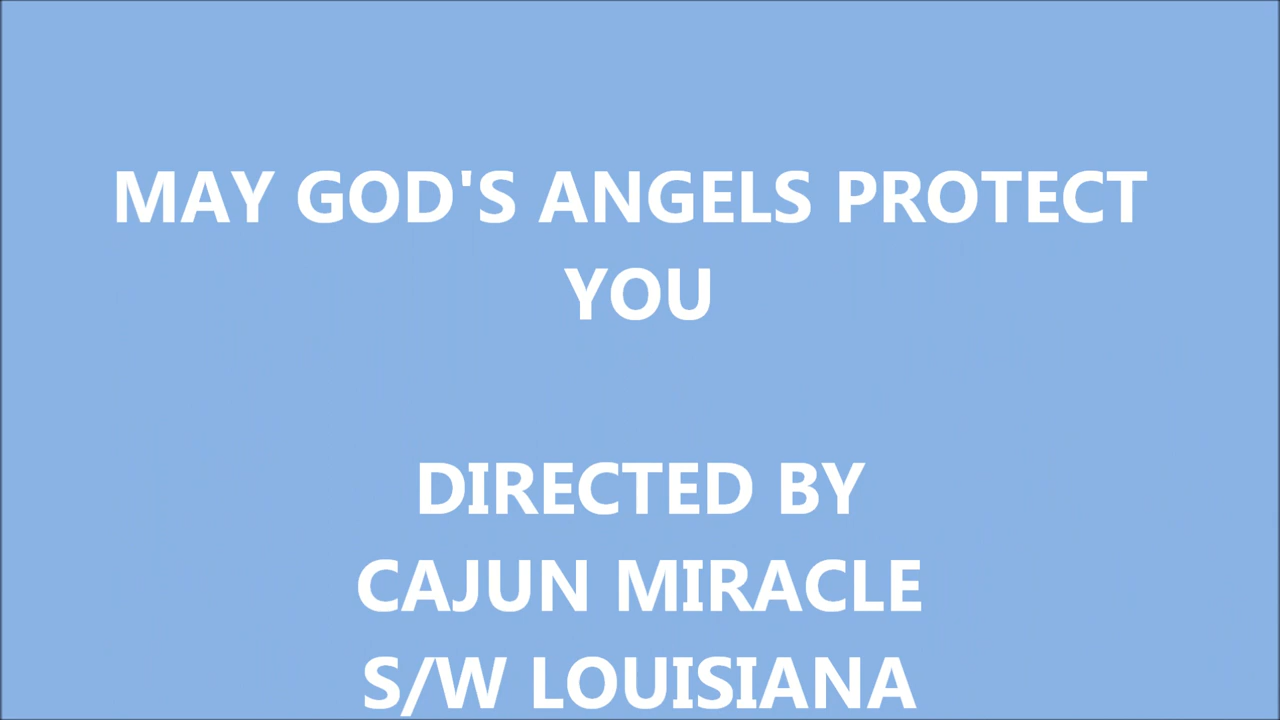 MAY GOD'S ANGELS PROTECT
YOU
DIRECTED BY
CAJUN MIRACLE
S/W LOUISIANA